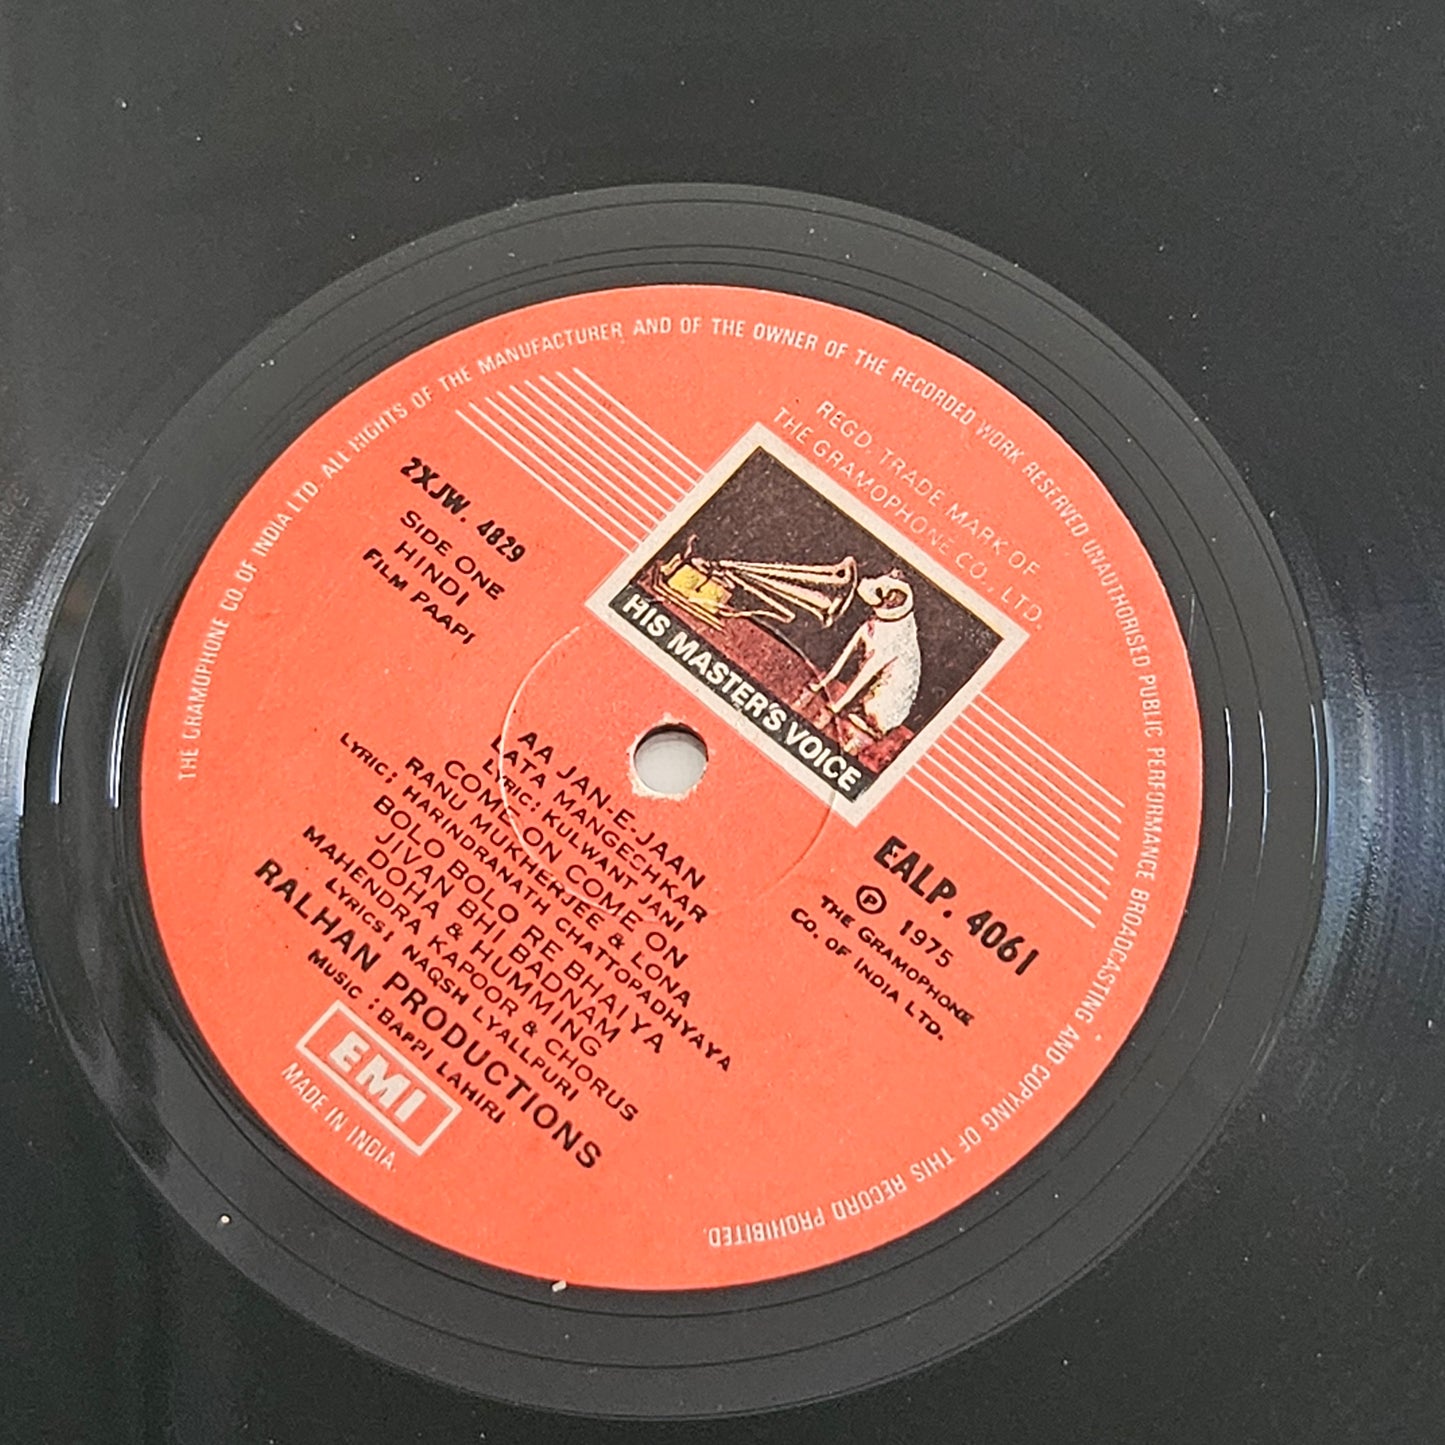 THE GRAMOPHONE CO. OF INDIA LTD. ALL RIGHTS OF THE MANUFACTURER AND OF THE OWNER OF THE RECORDED WORK RESERVED UNAUTHORISED PUBLIC PERFORMANCE BROADCASTING AND COPYING OF THIS RECORD PROHIBITED.
REGD. TRADE MARK OF
THE GRAMOPHONE CO., LTD.
HIS MASTER'S VOICE
2XJW. 4829
SIDE ONE
HINDI
FILM PAAPI
EALP. 4061
Ⓟ 1975
THE GRAMOPHONE
CO. OF INDIA LTD.
AA JAN-E-JAAN
LATA MANGESHKAR
LYRIC: KULWANT JANI
COME ON COME ON
RANU MUKHERJEE & LONA
LYRIC: HARINDRANATH CHATTOPADHYAYA
BOLO BOLO RE BHAIYA
JIVAN BHI BADNAM
DOHA & HUMMING
MAHENDRA KAPOOR & CHORUS
LYRICS: NAQSH LYALLPURI
RALHAN PRODUCTIONS
MUSIC : BAPPI LAHIRI
EMI
MADE IN INDIA.